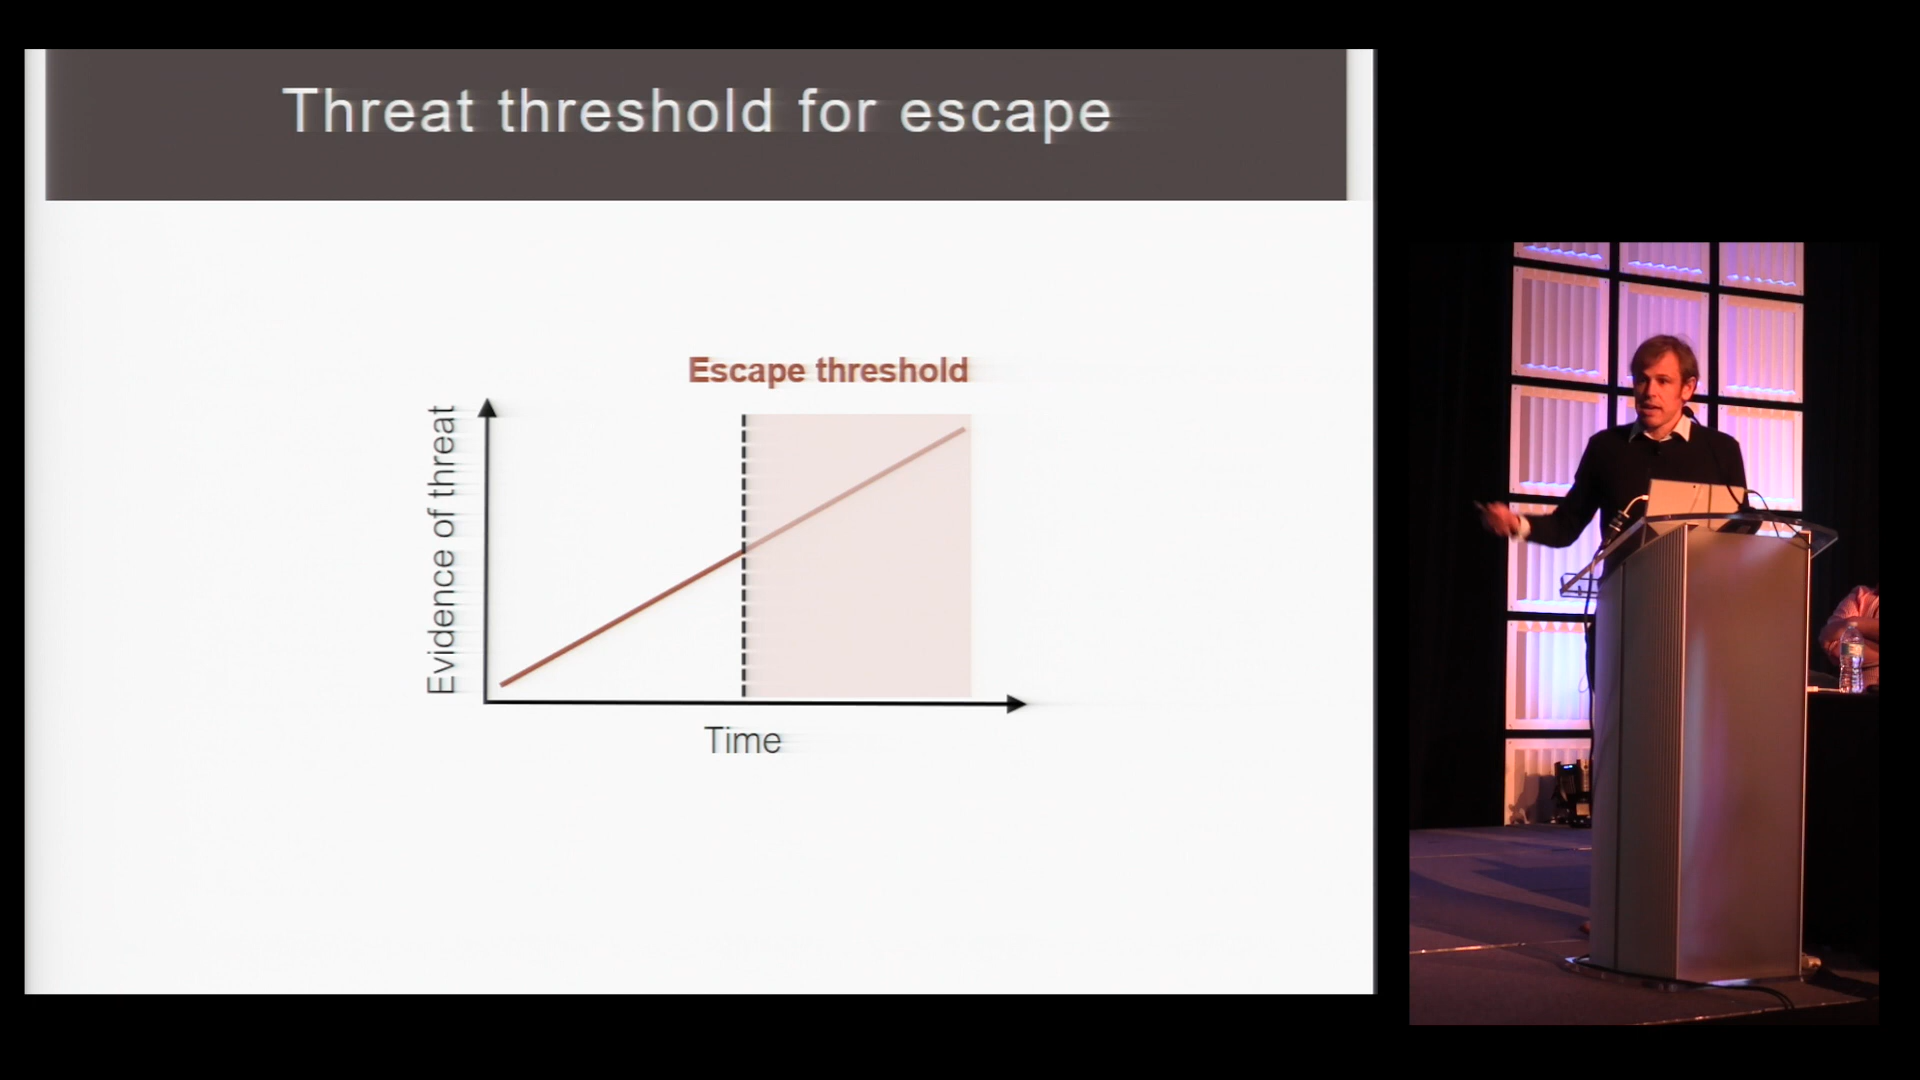 Threat threshold for escape
Escape threshold
Evidence of threat
Time